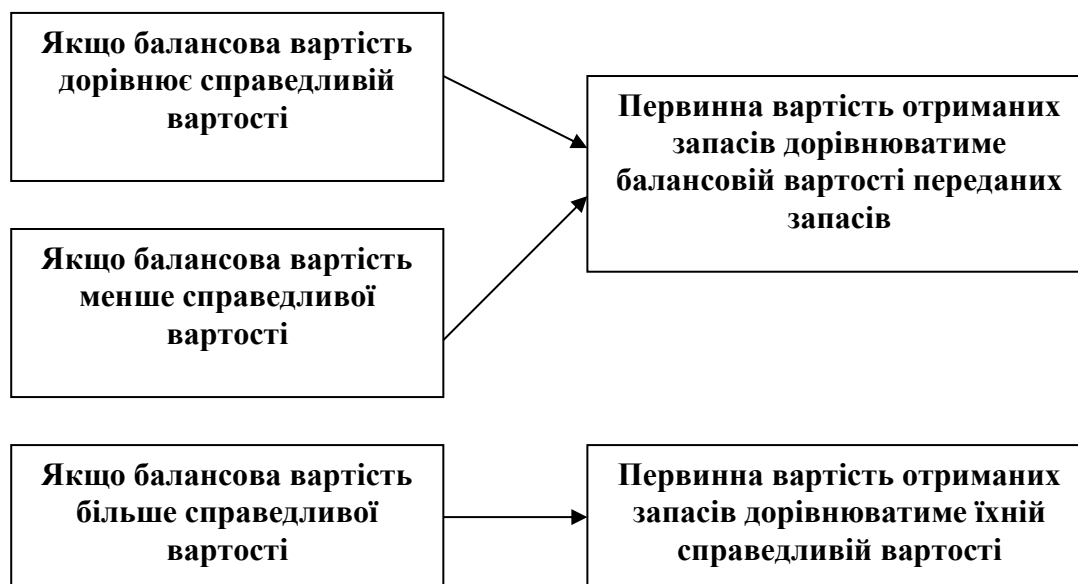 Якщо балансова вартість
дорівнює справедливій
вартості
Первинна вартість отриманих
запасів дорівнюватиме
балансовій вартості переданих
запасів
Якщо балансова вартість
менше справедливої
вартості
Якщо балансова вартість
більше справедливої
вартості
Первинна вартість отриманих
запасів дорівнюватиме їхній
справедливій вартості